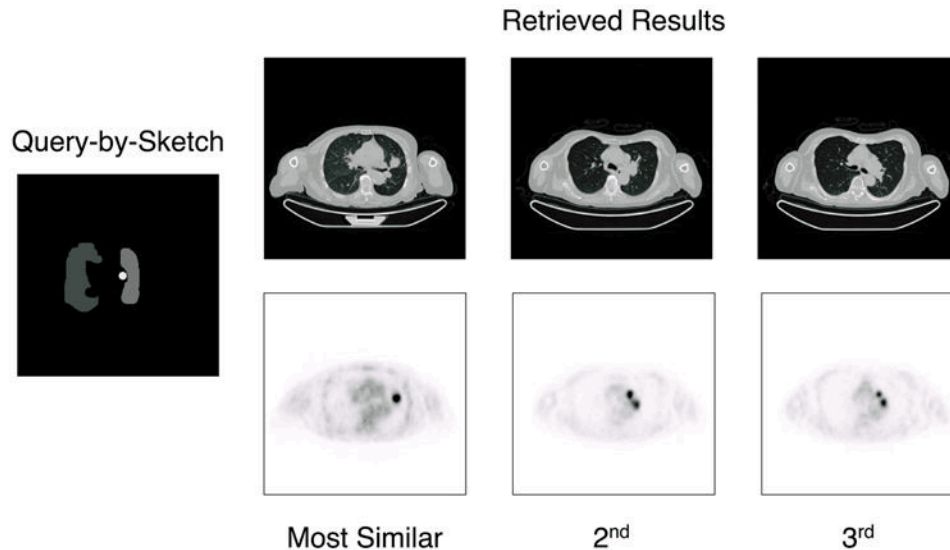 Retrieved Results
Query-by-Sketch
Most Similar
2nd
3rd